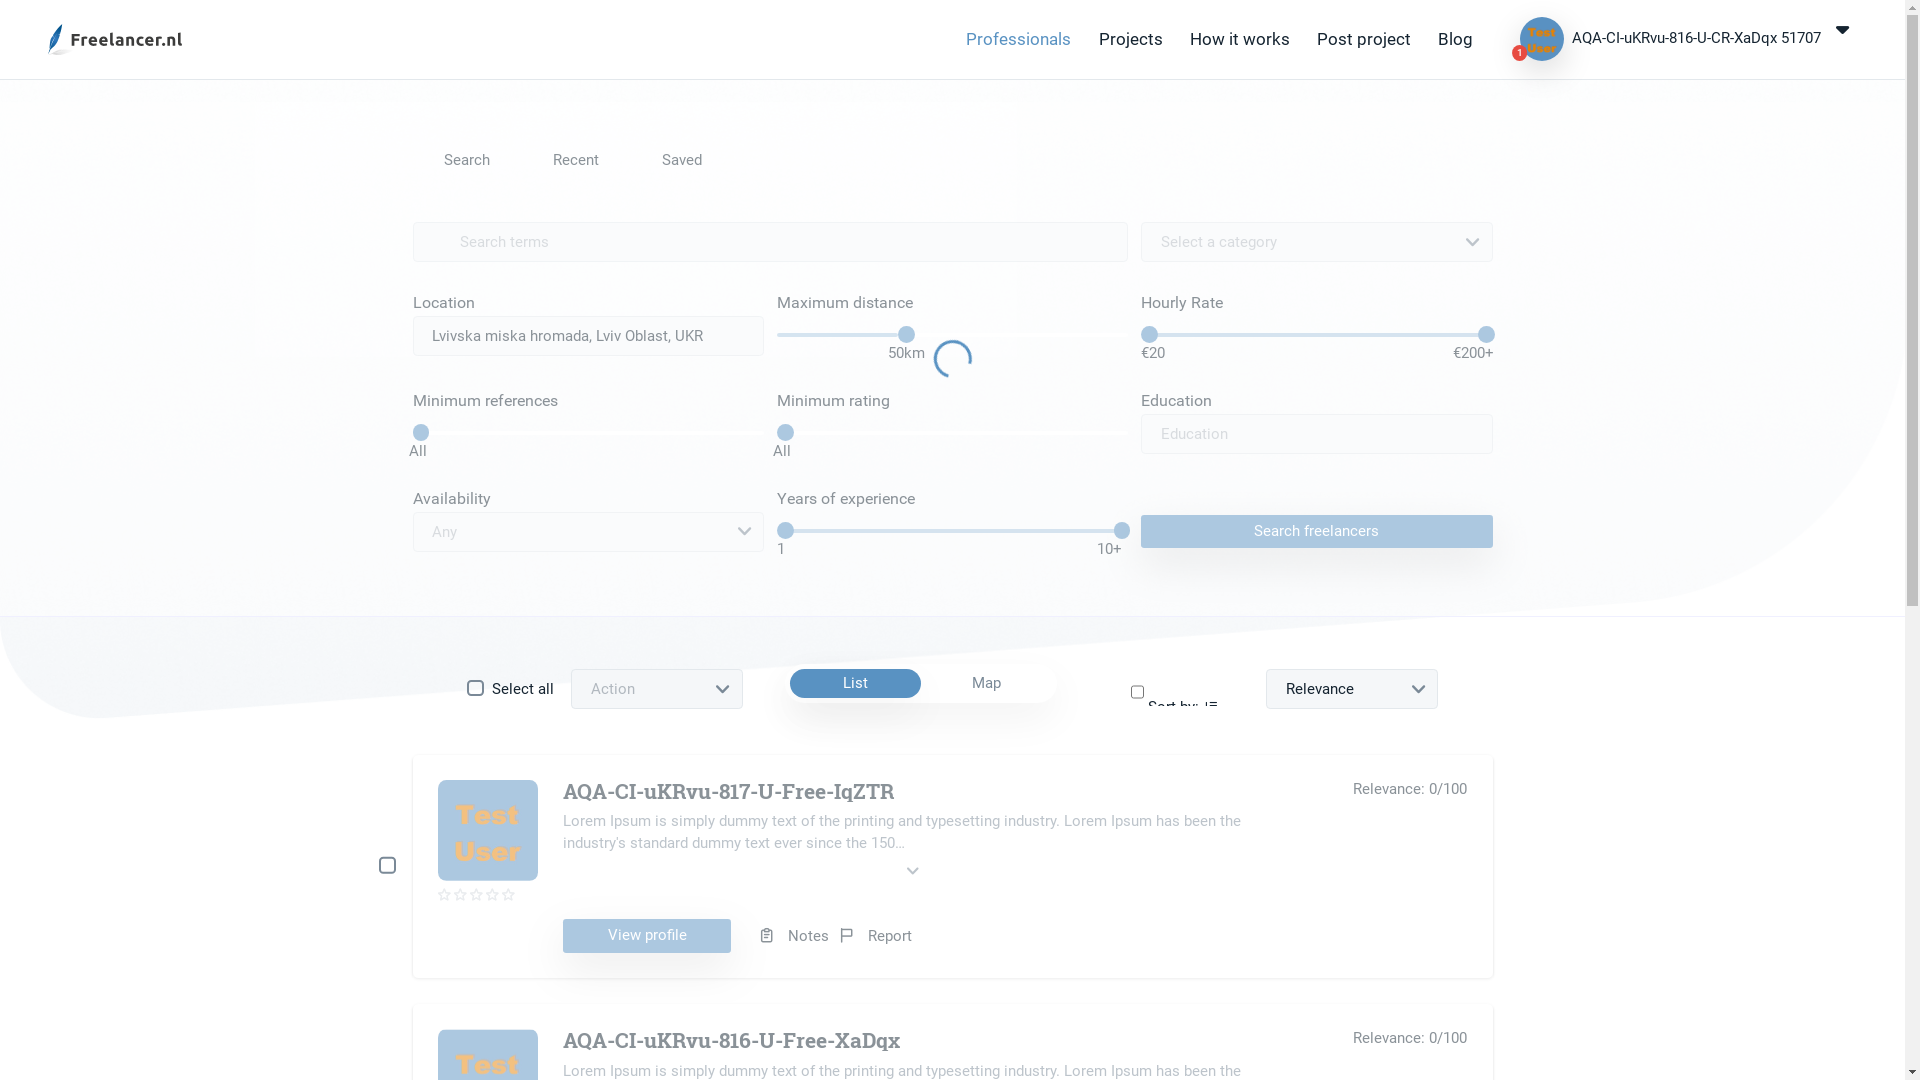 Freelancer.nl
Professionals Projects How it works Post project Blog
Test User
1
AQA-CI-uKRvu-816-U-CR-XaDqx 51707
Search Recent Saved
Search terms Select a category
Location Maximum distance Hourly Rate
Lvivska miska hromada, Lviv Oblast, UKR
50km €20 €200+
Minimum references Minimum rating Education
Education
All All
Availability Years of experience
Any Search freelancers
1 10+
Select all Action List Map Sort by: Relevance
AQA-CI-uKRvu-817-U-Free-IqZTR Relevance: 0/100
Test
User
Lorem Ipsum is simply dummy text of the printing and typesetting industry. Lorem Ipsum has been the
industry's standard dummy text ever since the 150...
View profile Notes Report
AQA-CI-uKRvu-816-U-Free-XaDqx Relevance: 0/100
Test
Lorem Ipsum is simply dummy text of the printing and typesetting industry. Lorem Ipsum has been the